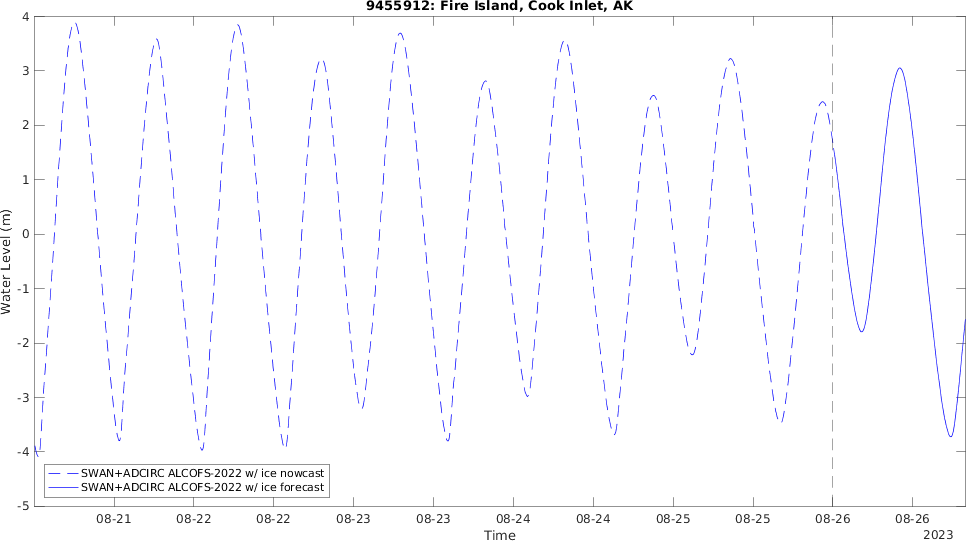 9455912: Fire Island, Cook Inlet, AK
4
3
2
1
0
-1
-2
-3
-4
-5
Water Level (m)
SWAN+ADCIRC ALCOFS-2022 w/ ice nowcast
SWAN+ADCIRC ALCOFS-2022 w/ ice forecast
08-21 08-22 08-22 08-23 08-23 08-24 08-24 08-25 08-25 08-26 08-26
Time
2023